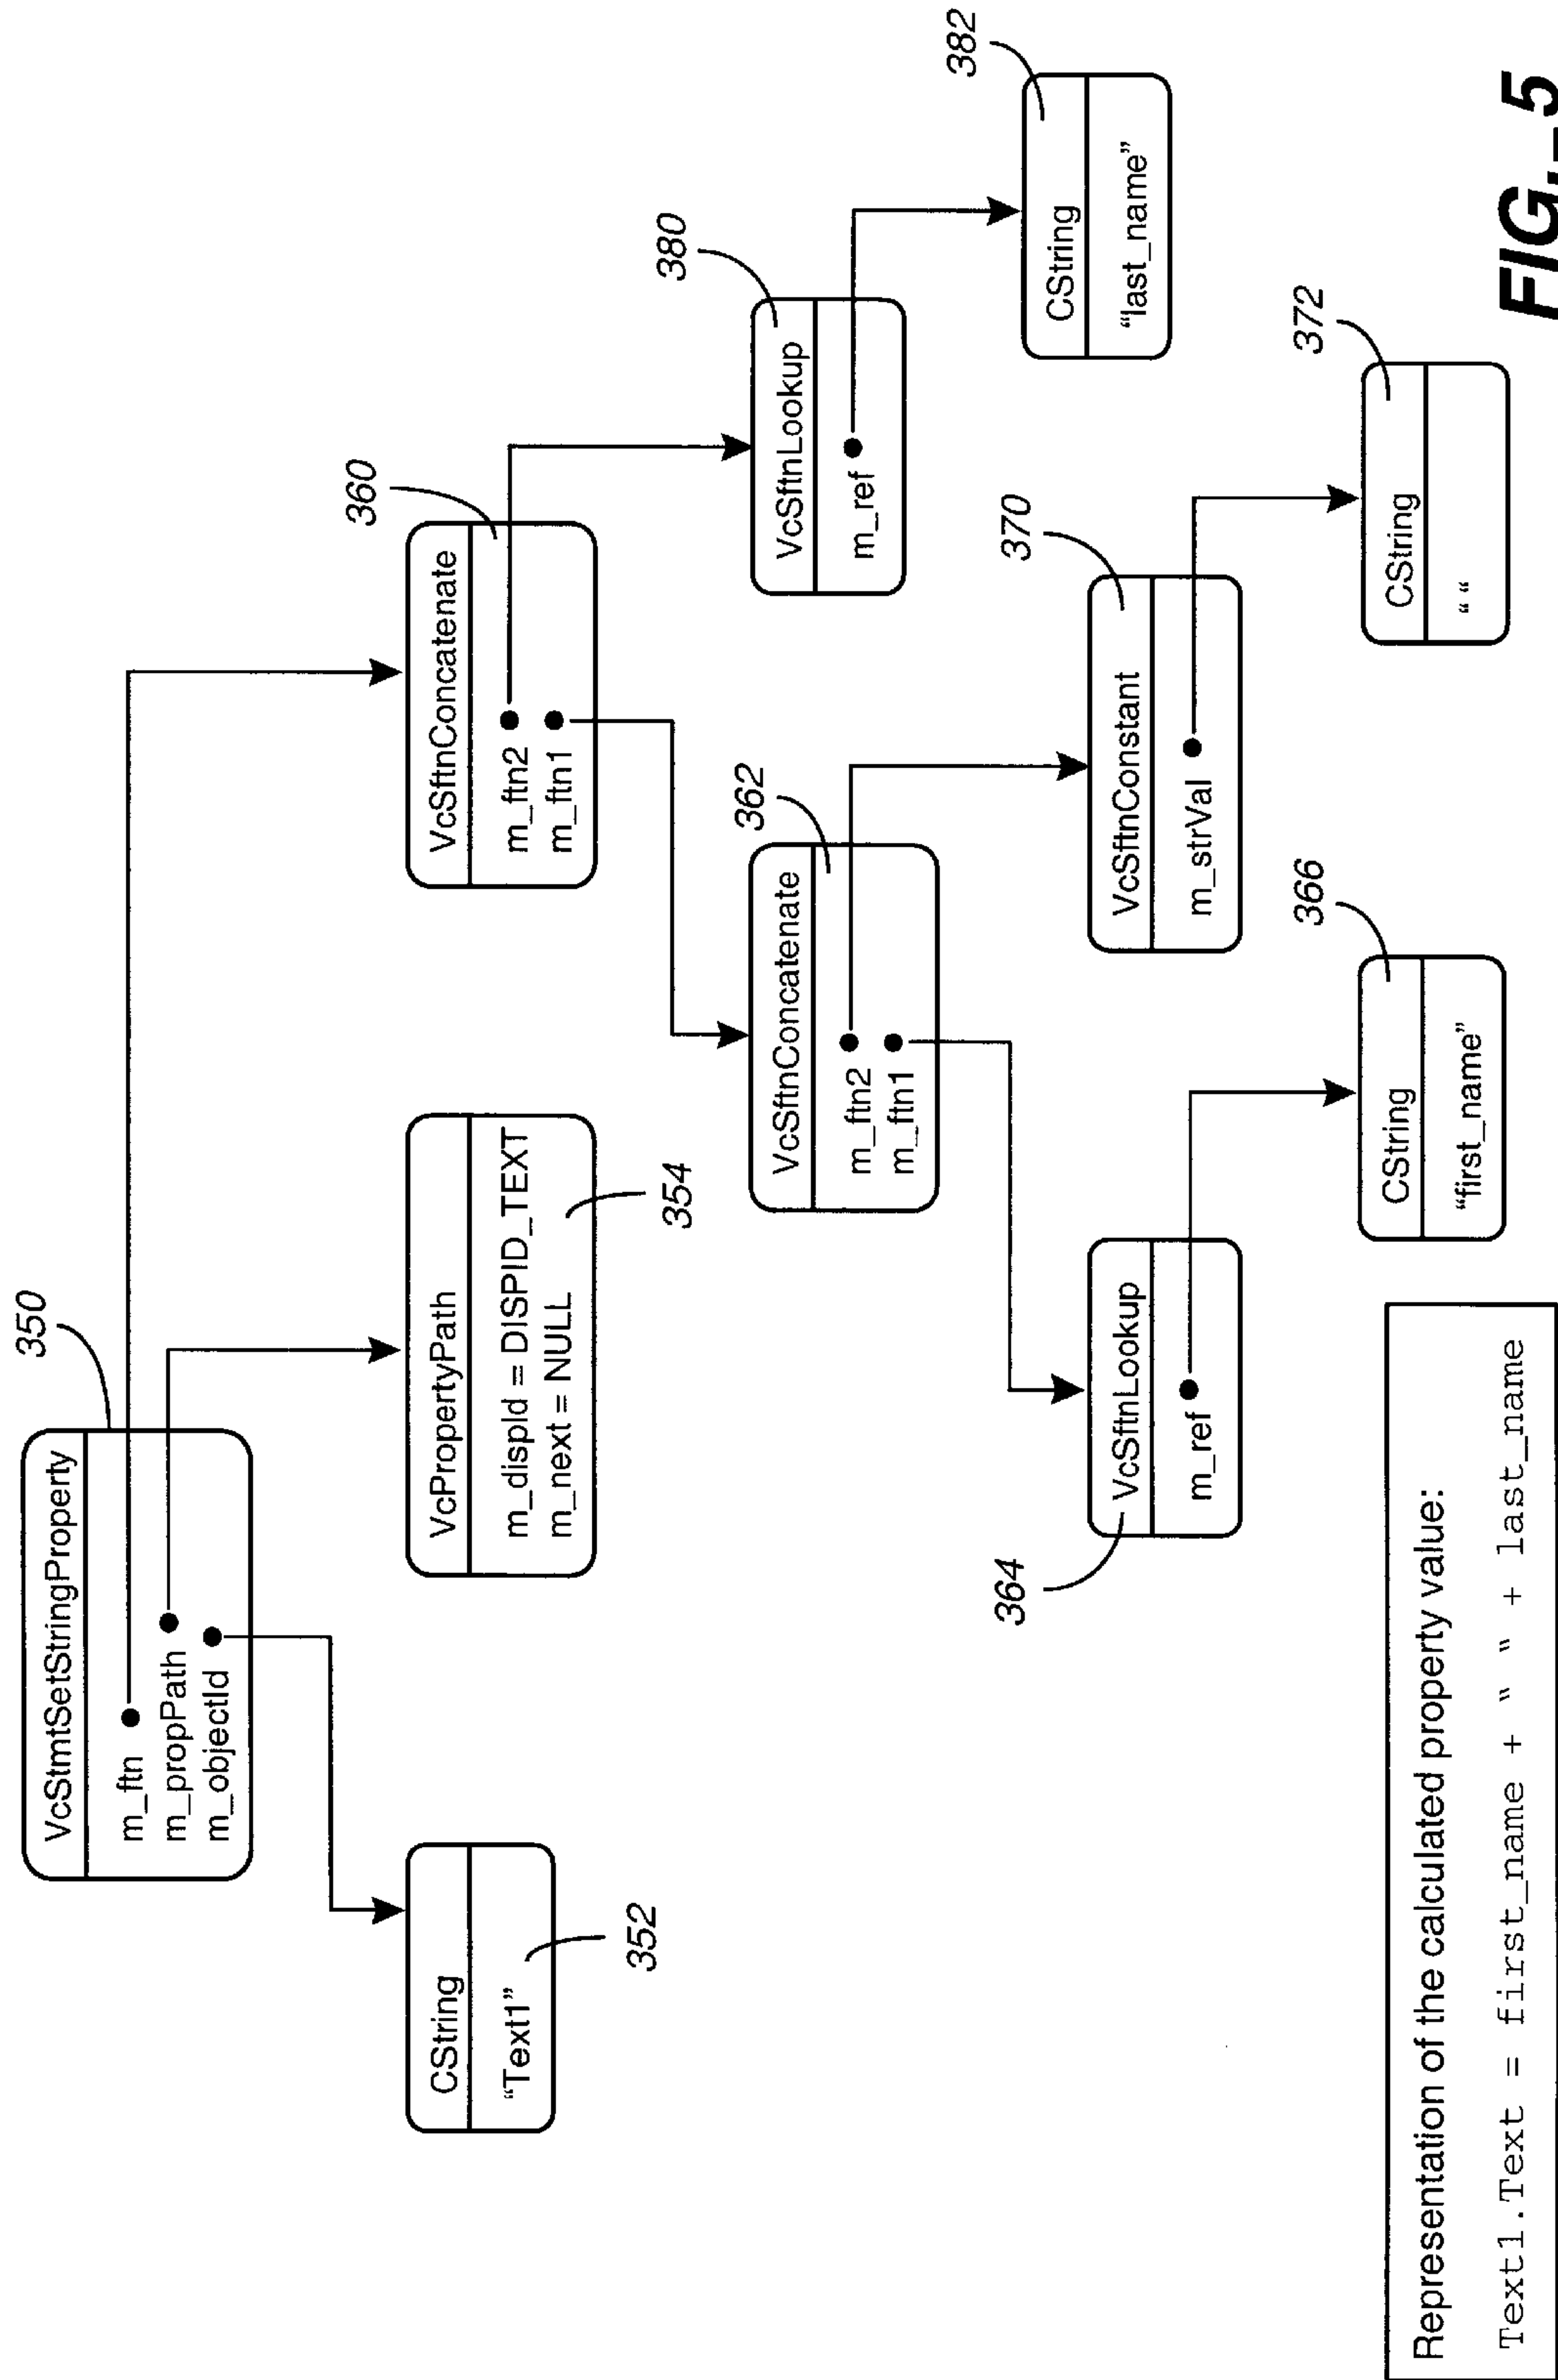 350
VcStmtSetStringProperty
m_ftn
m_propPath
m_objectId
CString
“Text1”
352
VcPropertyPath
m_dispId = DISPID_TEXT
m_next = NULL
354
360
VcSftnConcatenate
m_ftn2
m_ftn1
362
VcSftnConcatenate
m_ftn2
m_ftn1
380
VcSftnLookup
m_ref
382
CString
“last_name”
364
VcSftnLookup
m_ref
366
CString
“first_name”
370
VcSftnConstant
m_strVal
372
CString
“ “
Representation of the calculated property value:
Text1.Text = first_name + “ “ + last_name
FIG._5